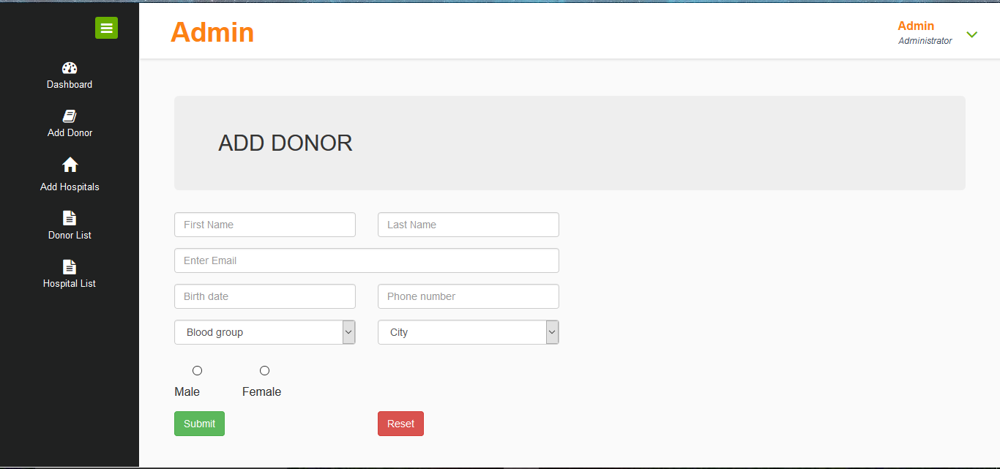 Admin
Admin
Administrator
Dashboard
Add Donor
Add Hospitals
Donor List
Hospital List
ADD DONOR
First Name
Last Name
Enter Email
Birth date
Phone number
Blood group
City
Male
Female
Submit
Reset